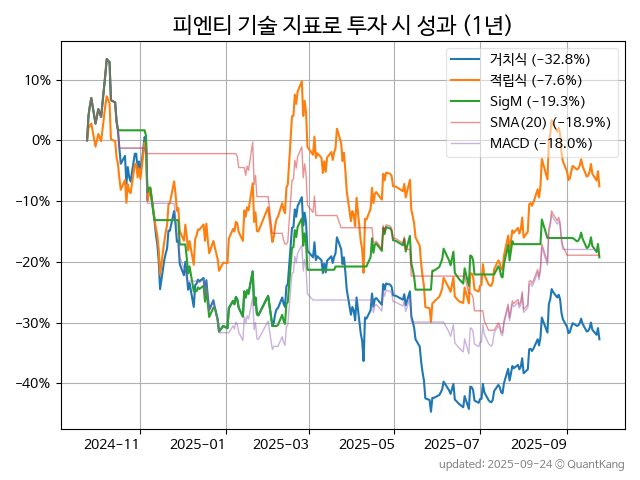 피엔티 기술 지표로 투자 시 성과 (1년)
거치식 (−32.8%)
적립식 (−7.6%)
SigM (−19.3%)
SMA(20) (−18.9%)
MACD (−18.0%)
10%
0%
−10%
−20%
−30%
−40%
2024−11 2025−01 2025−03 2025−05 2025−07 2025−09
updated: 2025−09−24 © QuantKang